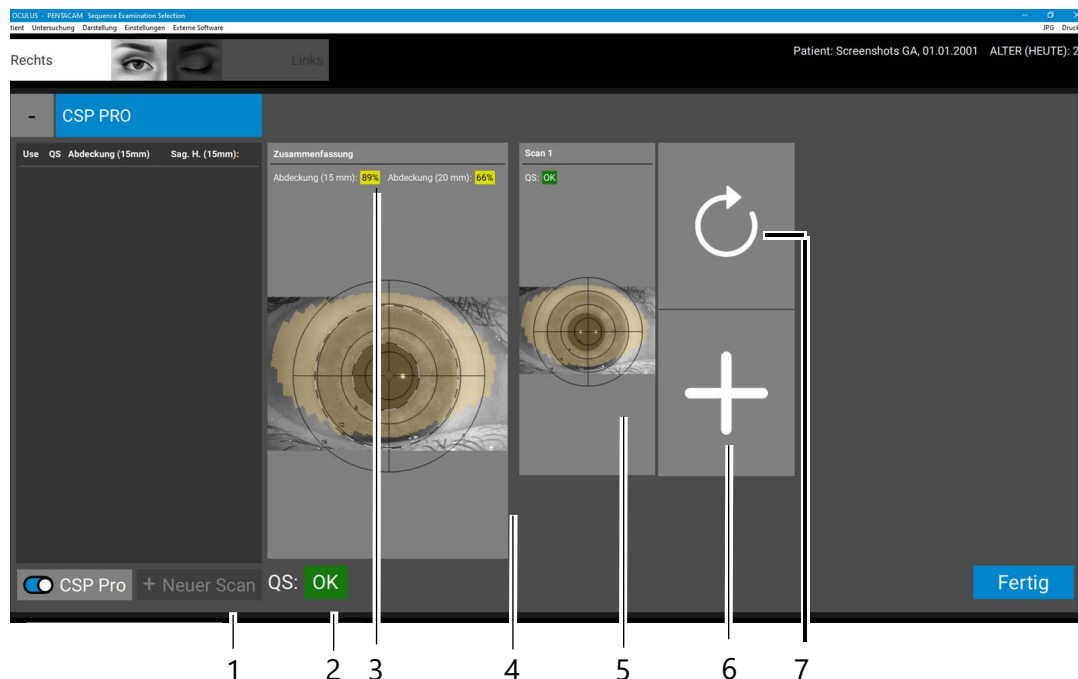 OCULUS - PENTACAM Sequence Examination Selection
tient Untersuchung Darstellung Einstellungen Externe Software JPG Druck
Rechts Links Patient: Screenshots GA, 01.01.2001 ALTER (HEUTE): 2
- CSP PRO
Use QS Abdeckung (15mm) Sag. H. (15mm):
Zusammenfassung
Abdeckung (15 mm): 89% Abdeckung (20 mm): 66%
Scan 1
QS: OK
CSP Pro + Neuer Scan QS: OK Fertig
1 2 3 4 5 6 7